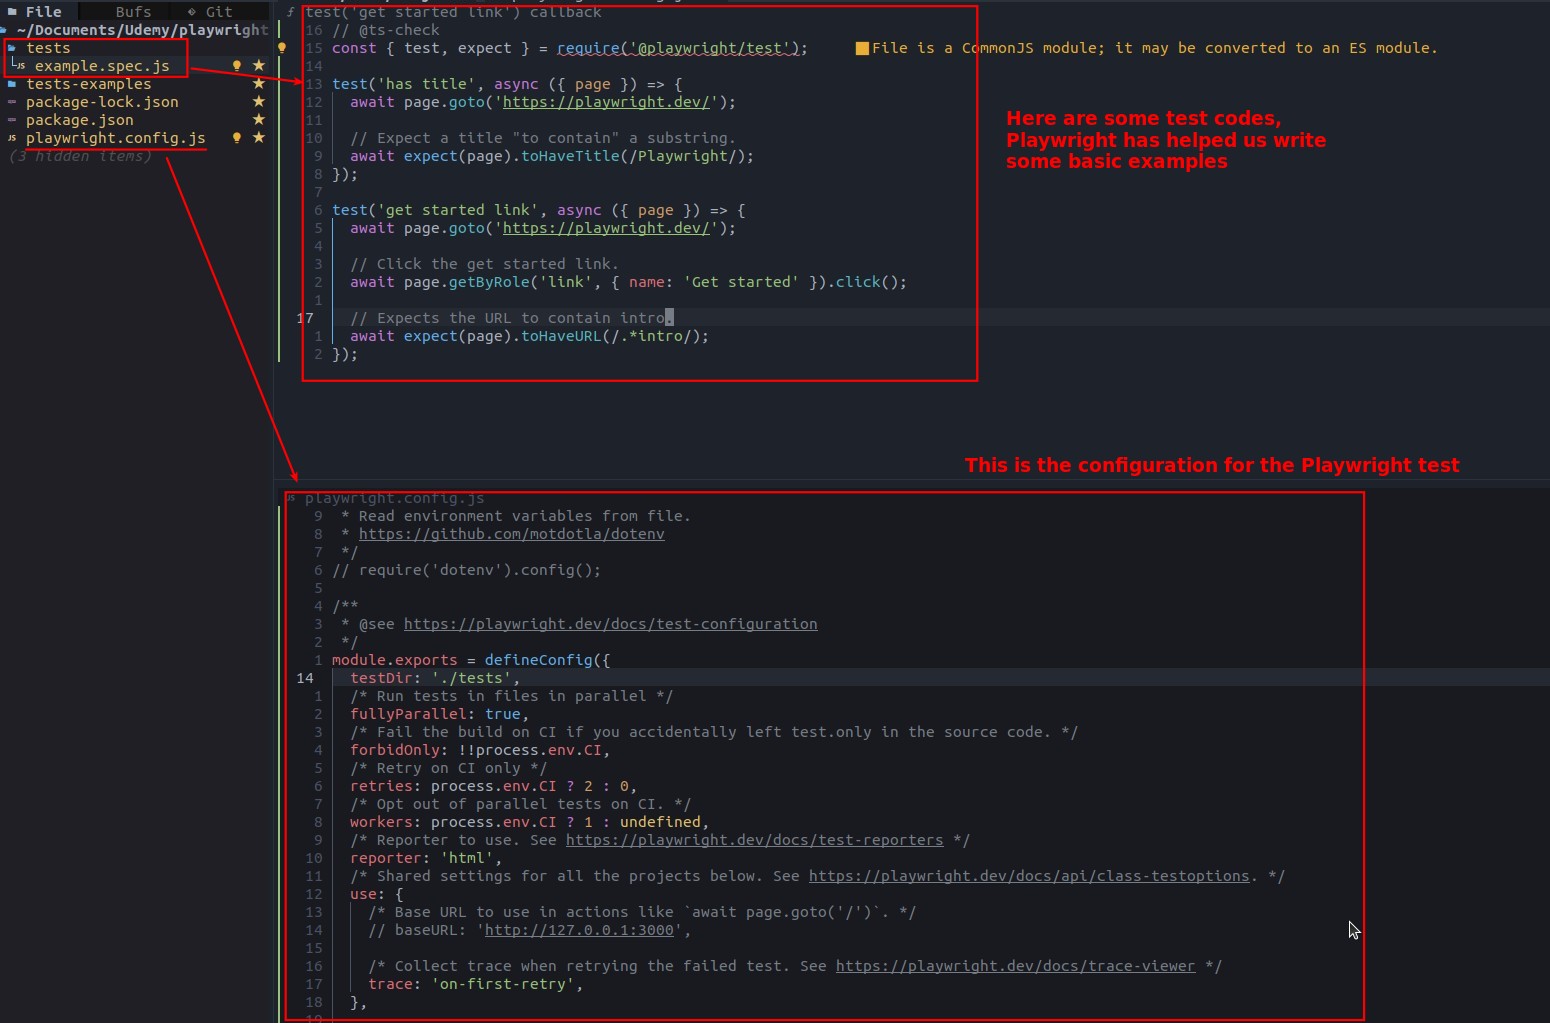 File Bufs Git
~/Documents/Udemy/playwright
tests
example.spec.js
tests-examples
package-lock.json
package.json
JS playwright.config.js
(3 hidden items)
test('get started link') callback
16 // @ts-check
15 const { test, expect } = require('@playwright/test'); File is a CommonJS module; it may be converted to an ES module.
14
13 test('has title', async ({ page }) => {
12 await page.goto('https://playwright.dev/');
11
10 // Expect a title "to contain" a substring.
9 await expect(page).toHaveTitle(/Playwright/);
8 });
7
6 test('get started link', async ({ page }) => {
5 await page.goto('https://playwright.dev/');
4
3 // Click the get started link.
2 await page.getByRole('link', { name: 'Get started' }).click();
1
17 // Expects the URL to contain intro.
1 await expect(page).toHaveURL(/.*intro/);
2 });
Here are some test codes,
Playwright has helped us write
some basic examples
This is the configuration for the Playwright test
playwright.config.js
9 * Read environment variables from file.
8 * https://github.com/motdotla/dotenv
7 */
6 // require('dotenv').config();
5
4 /**
3 * @see https://playwright.dev/docs/test-configuration
2 */
1 module.exports = defineConfig({
14 testDir: './tests',
1 /* Run tests in files in parallel */
2 fullyParallel: true,
3 /* Fail the build on CI if you accidentally left test.only in the source code. */
4 forbidOnly: !!process.env.CI,
5 /* Retry on CI only */
6 retries: process.env.CI ? 2 : 0,
7 /* Opt out of parallel tests on CI. */
8 workers: process.env.CI ? 1 : undefined,
9 /* Reporter to use. See https://playwright.dev/docs/test-reporters */
10 reporter: 'html',
11 /* Shared settings for all the projects below. See https://playwright.dev/docs/api/class-testoptions. */
12 use: {
13 /* Base URL to use in actions like `await page.goto('/')`. */
14 // baseURL: 'http://127.0.0.1:3000',
15
16 /* Collect trace when retrying the failed test. See https://playwright.dev/docs/trace-viewer */
17 trace: 'on-first-retry',
18 },
19